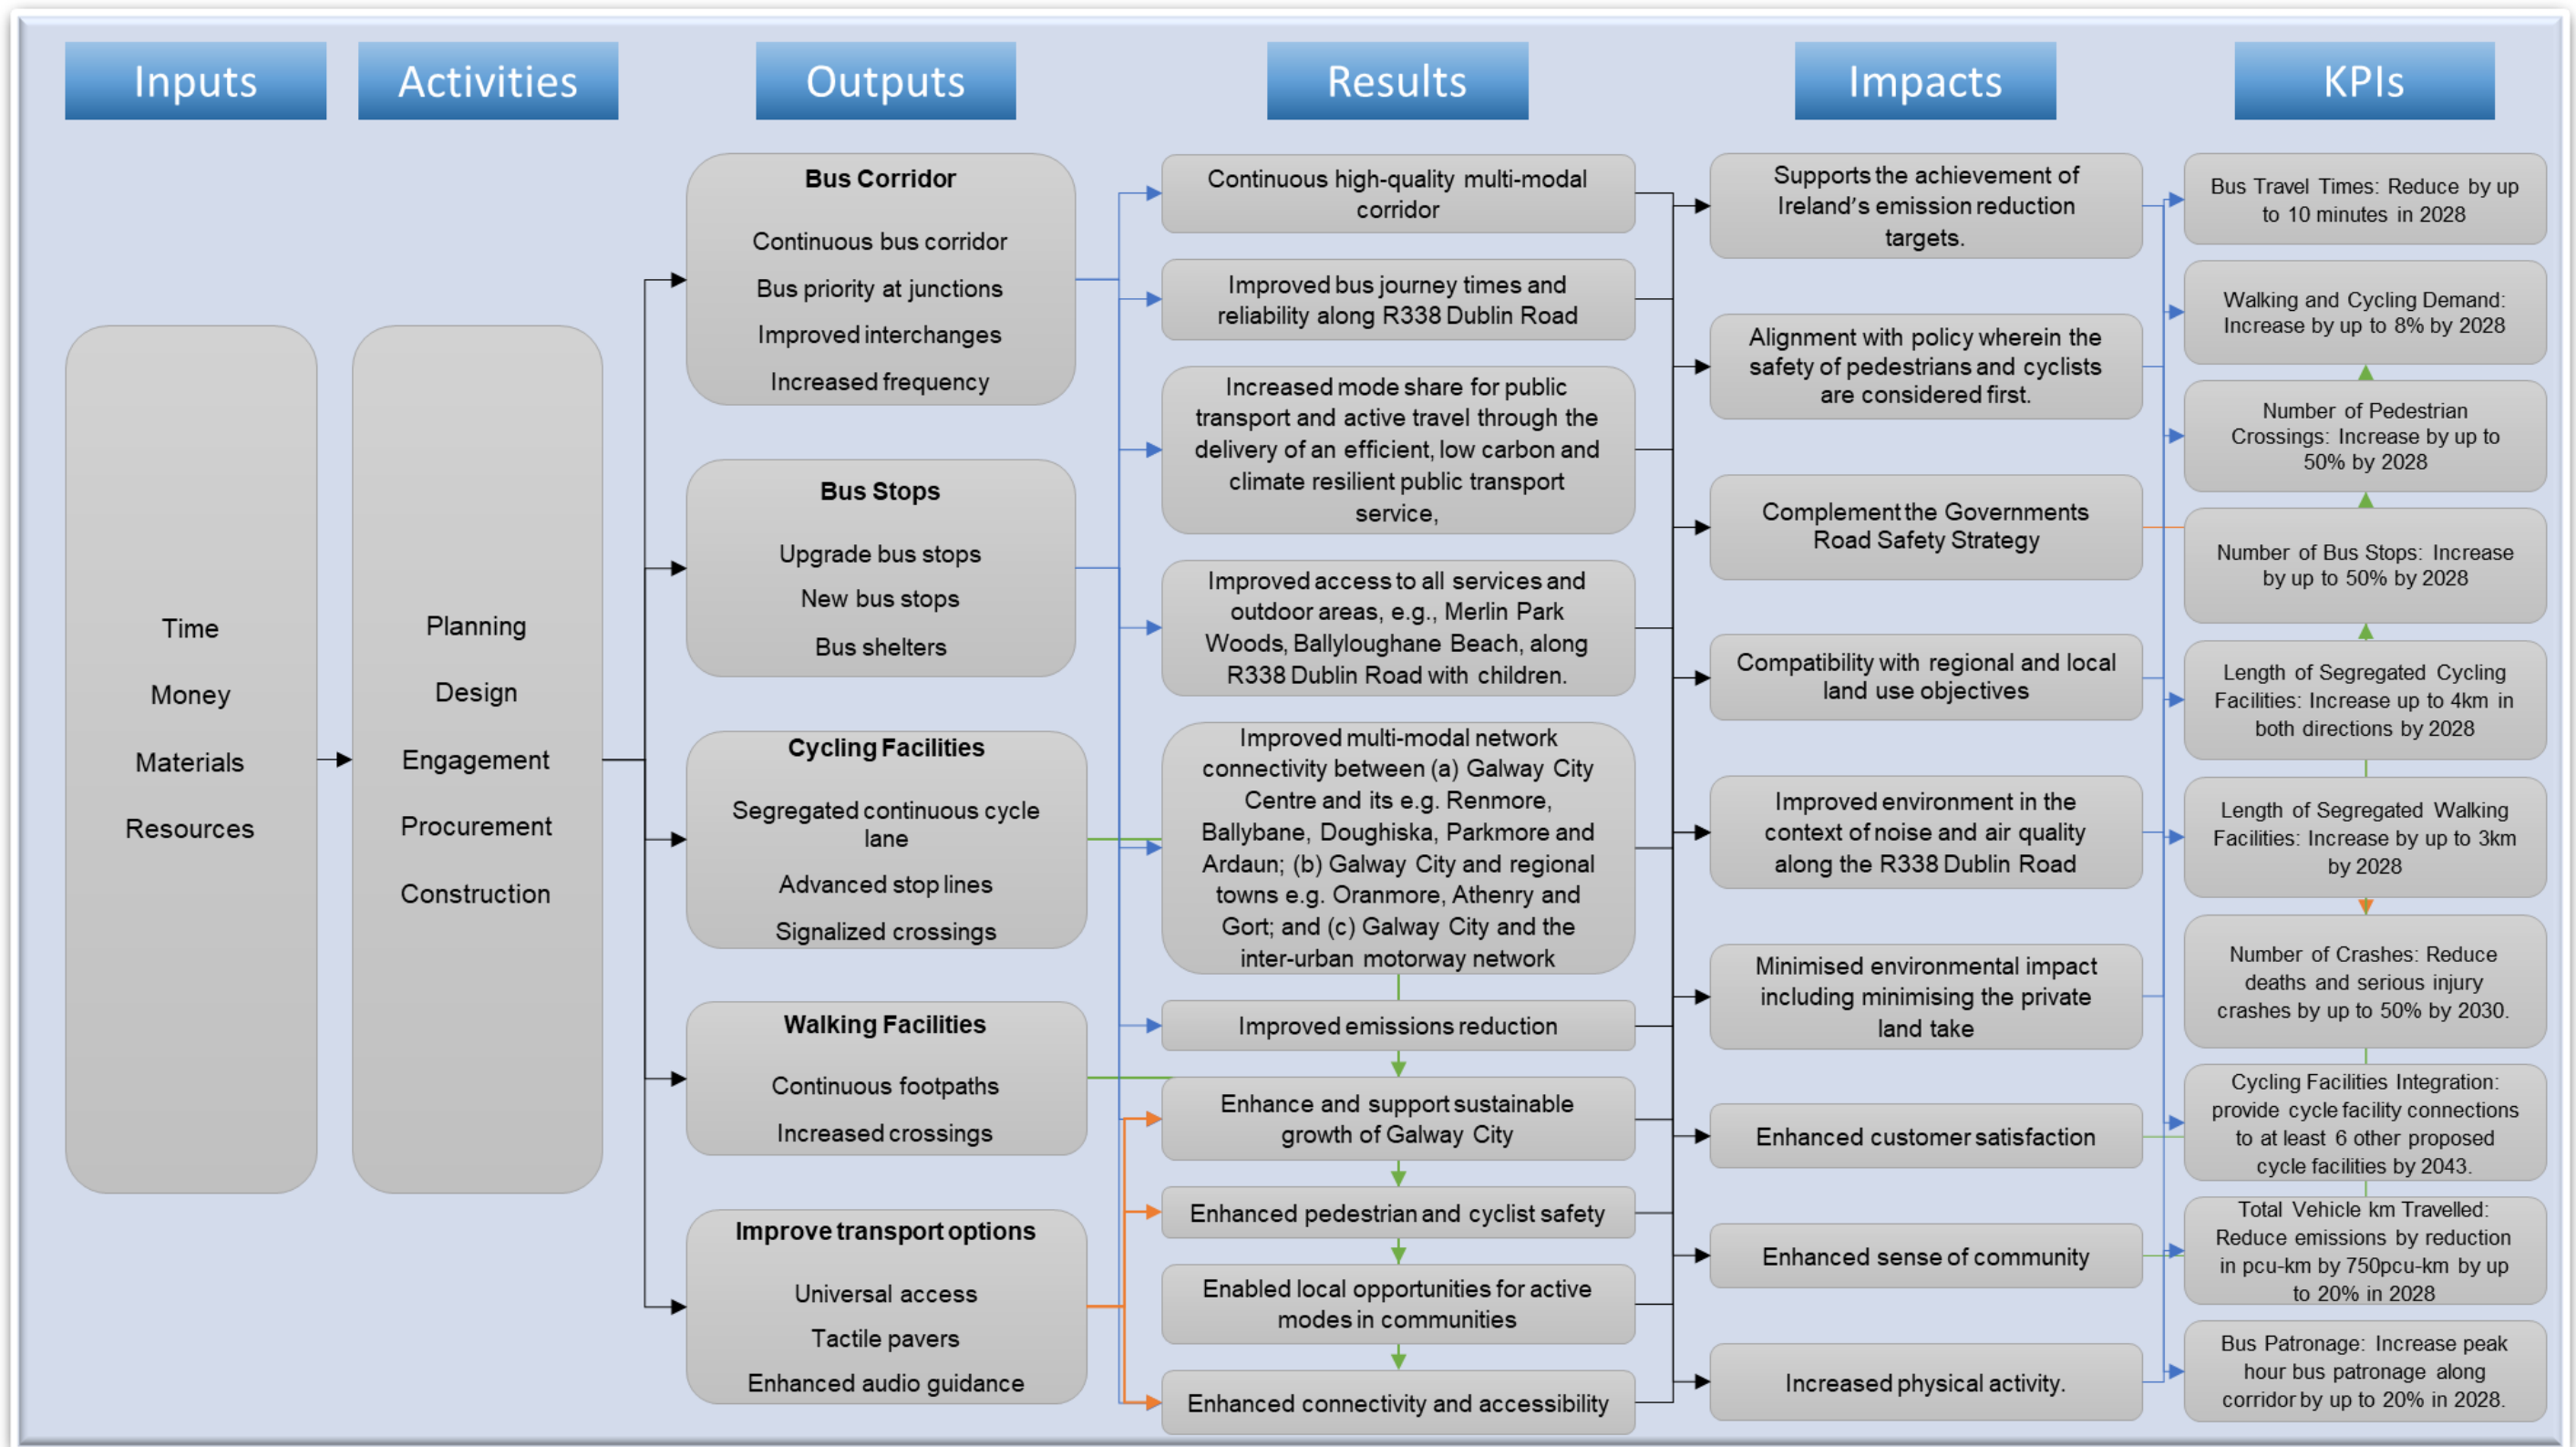 Inputs
Activities
Outputs
Results
Impacts
KPIs
Time
Money
Materials
Resources
Planning
Design
Engagement
Procurement
Construction
Bus Corridor
Continuous bus corridor
Bus priority at junctions
Improved interchanges
Increased frequency
Bus Stops
Upgrade bus stops
New bus stops
Bus shelters
Cycling Facilities
Segregated continuous cycle
lane
Advanced stop lines
Signalized crossings
Walking Facilities
Continuous footpaths
Increased crossings
Improve transport options
Universal access
Tactile pavers
Enhanced audio guidance
Continuous high-quality multi-modal
corridor
Improved bus journey times and
reliability along R338 Dublin Road
Increased mode share for public
transport and active travel through the
delivery of an efficient, low carbon and
climate resilient public transport
service,
Improved access to all services and
outdoor areas, e.g., Merlin Park
Woods, Ballyloughane Beach, along
R338 Dublin Road with children.
Improved multi-modal network
connectivity between (a) Galway City
Centre and its e.g. Renmore,
Ballybane, Doughiska, Parkmore and
Ardaun; (b) Galway City and regional
towns e.g. Oranmore, Athenry and
Gort; and (c) Galway City and the
inter-urban motorway network
Improved emissions reduction
Enhance and support sustainable
growth of Galway City
Enhanced pedestrian and cyclist safety
Enabled local opportunities for active
modes in communities
Enhanced connectivity and accessibility
Supports the achievement of
Ireland's emission reduction
targets.
Alignment with policy wherein the
safety of pedestrians and cyclists
are considered first.
Complement the Governments
Road Safety Strategy
Compatibility with regional and local
land use objectives
Improved environment in the
context of noise and air quality
along the R338 Dublin Road
Minimised environmental impact
including minimising the private
land take
Enhanced customer satisfaction
Enhanced sense of community
Increased physical activity.
Bus Travel Times: Reduce by up
to 10 minutes in 2028
Walking and Cycling Demand:
Increase by up to 8% by 2028
Number of Pedestrian
Crossings: Increase by up to
50% by 2028
Number of Bus Stops: Increase
by up to 50% by 2028
Length of Segregated Cycling
Facilities: Increase up to 4km in
both directions by 2028
Length of Segregated Walking
Facilities: Increase by up to 3km
by 2028
Number of Crashes: Reduce
deaths and serious injury
crashes by up to 50% by 2030.
Cycling Facilities Integration:
provide cycle facility connections
to at least 6 other proposed
cycle facilities by 2043.
Total Vehicle km Travelled:
Reduce emissions by reduction
in pcu-km by 750pcu-km by up
to 20% in 2028
Bus Patronage: Increase peak
hour bus patronage along
corridor by up to 20% in 2028.